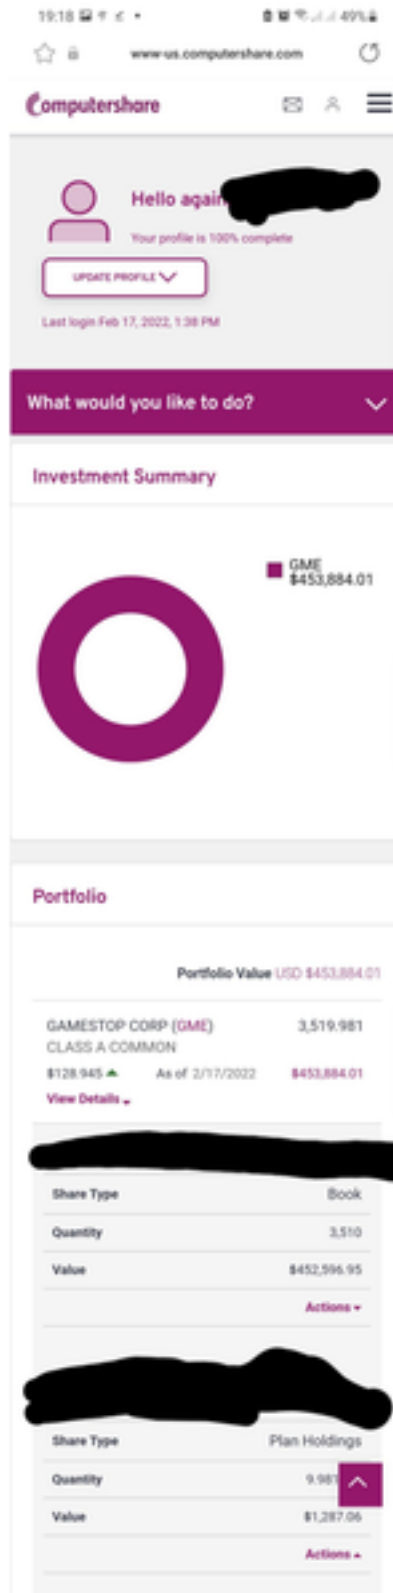 19:18 49%
www-us.computershare.com
Computershare
Hello again
Your profile is 100% complete
UPDATE PROFILE
Last login Feb 17, 2022, 1:38 PM
What would you like to do?
Investment Summary
GME
$453,884.01
Portfolio
Portfolio Value USD $453,884.01
GAMESTOP CORP (GME) 3,519.981
CLASS A COMMON
$128.945 As of 2/17/2022 $453,884.01
View Details
Share Type Book
Quantity 3,510
Value $452,596.95
Actions
Share Type Plan Holdings
Quantity 9.981
Value $1,287.06
Actions